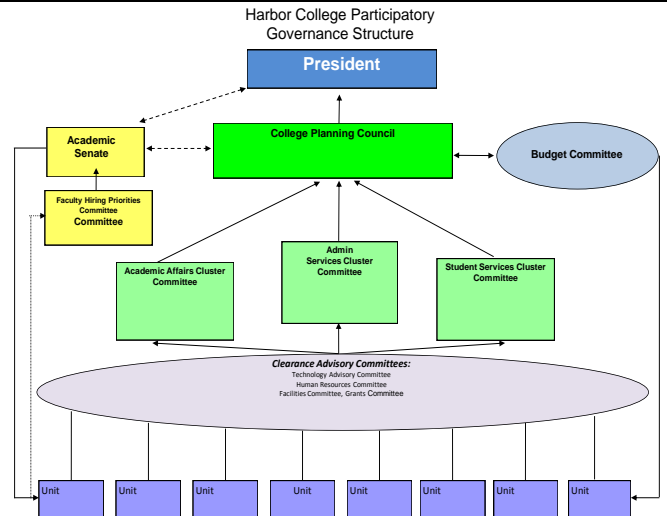 Harbor College Participatory
Governance Structure
President
Academic
Senate
College Planning Council
Budget Committee
Faculty Hiring Priorities
Committee
Committee
Academic Affairs Cluster
Committee
Admin
Services Cluster
Committee
Student Services Cluster
Committee
Clearance Advisory Committees:
Technology Advisory Committee
Human Resources Committee
Facilities Committee, Grants Committee
Unit
Unit
Unit
Unit
Unit
Unit
Unit
Unit